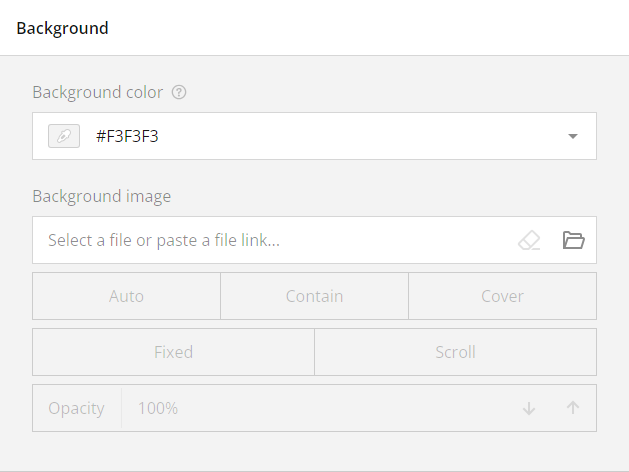 Background
Background color ?
#F3F3F3
Background image
Select a file or paste a file link...
Auto Contain Cover
Fixed Scroll
Opacity 100%